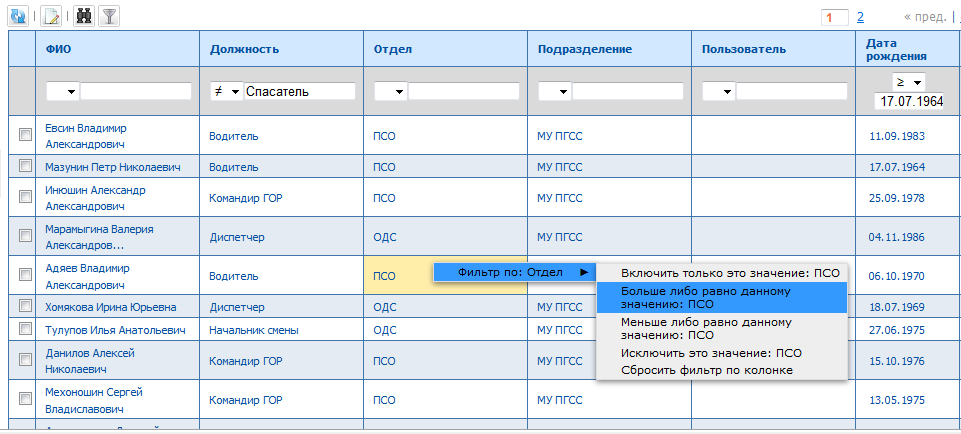 1 2 « пред. |
ФИО Должность Отдел Подразделение Пользователь Дата рождения
≠ Спасатель ≥ 17.07.1964
Евсин Владимир Александрович Водитель ПСО МУ ПГСС 11.09.1983
Мазунин Петр Николаевич Водитель ПСО МУ ПГСС 17.07.1964
Инюшин Александр Александрович Командир ГОР ПСО МУ ПГСС 25.09.1978
Марамыгина Валерия Александров... Диспетчер ОДС МУ ПГСС 04.11.1986
Адяев Владимир Александрович Водитель ПСО 06.10.1970
Хомякова Ирина Юрьевна Диспетчер ОДС МУ ПГСС 18.07.1969
Тулупов Илья Анатольевич Начальник смены ОДС МУ ПГСС 27.06.1975
Данилов Алексей Николаевич Командир ГОР ПСО МУ ПГСС 15.10.1976
Мехоношин Сергей Владиславович Командир ГОР ПСО МУ ПГСС 13.05.1975
Фильтр по: Отдел
Включить только это значение: ПСО
Больше либо равно данному
значению: ПСО
Меньше либо равно данному
значению: ПСО
Исключить это значение: ПСО
Сбросить фильтр по колонке